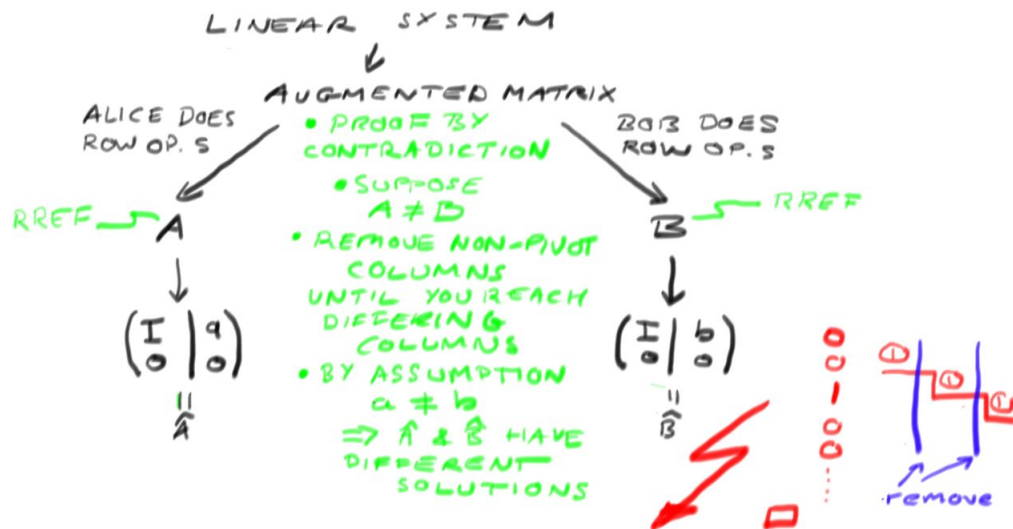 LINEAR SYSTEM
AUGMENTED MATRIX
ALICE DOES
ROW OP.S
BOB DOES
ROW OP.S
• PROOF BY
CONTRADICTION
• SUPPOSE
A ≠ B
RREF
A
B
RREF
• REMOVE NON-PIVOT
COLUMNS
UNTIL YOU REACH
DIFFERING
COLUMNS
• BY ASSUMPTION
a ≠ b
⇒ Â & B̂ HAVE
DIFFERENT
SOLUTIONS
( I | a )
( 0 | 0 )
=
Â
( I | b )
( 0 | 0 )
=
B̂
0
0
1
0
0
⋮
① ① ①
remove